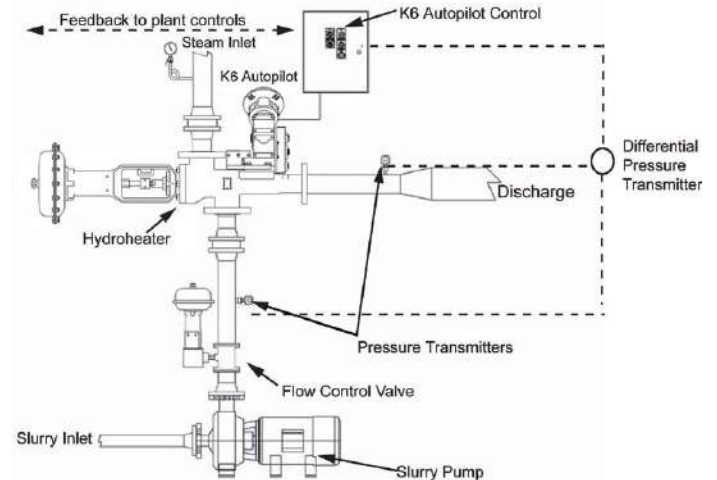 Feedback to plant controls
K6 Autopilot Control
Steam Inlet
K6 Autopilot
Differential
Pressure
Transmitter
Discharge
Hydroheater
Pressure Transmitters
Flow Control Valve
Slurry Inlet
Slurry Pump